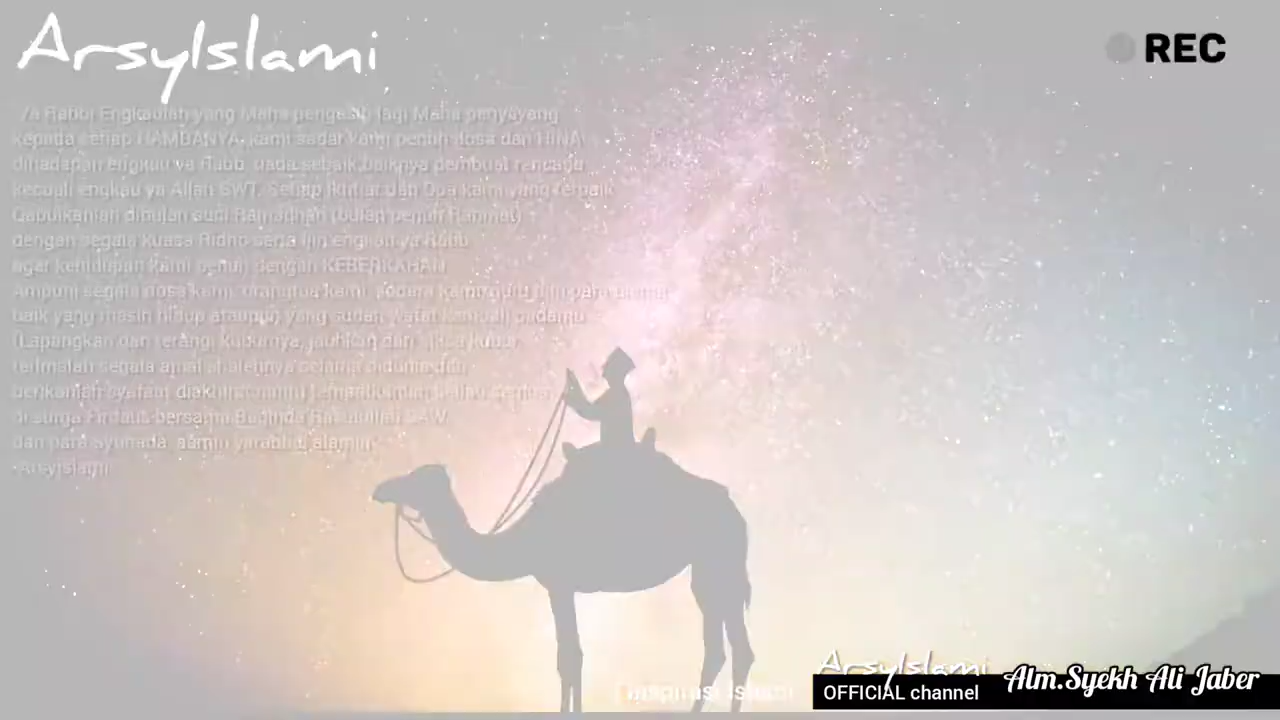 ArsyIslami
REC
Ya Rabbi Engkaulah yang Maha pengasih lagi Maha penyayang
kepada setiap HAMBANYA, kami sadar kami penuh dosa dan HINA
dihadapan engkau ya Rabb, pada sebaik baiknya pembuat rencana
kecuali engkau ya Allah SWT. Setiap Ikhtiar dan Doa kami yang terbaik
Qabulkanlah dibulan suci Ramadhan (bulan penuh Rahmat)
dengan segala kuasa Ridho serta Ijin engkau ya Rabb
agar kehidupan kami penuh dengan KEBERKAHAN
Ampuni segala dosa kami, orangtua kami,
baik yang masih hidup ataupun yang sudah wafat kembali padamu
(Lapangkan dan terangi kuburnya, jauhkan dari siksa kubur
terimalah segala amal shalehnya selama didunia dan
berikanlah syafaat
di surga Firdaus bersama Baginda Rasulullah SAW
dan para syuhada, aamin yarabbal alamin
-ArsyIslami
ArsyIslami
Inspirasi Islami
OFFICIAL channel
Alm.Syekh Ali Jaber